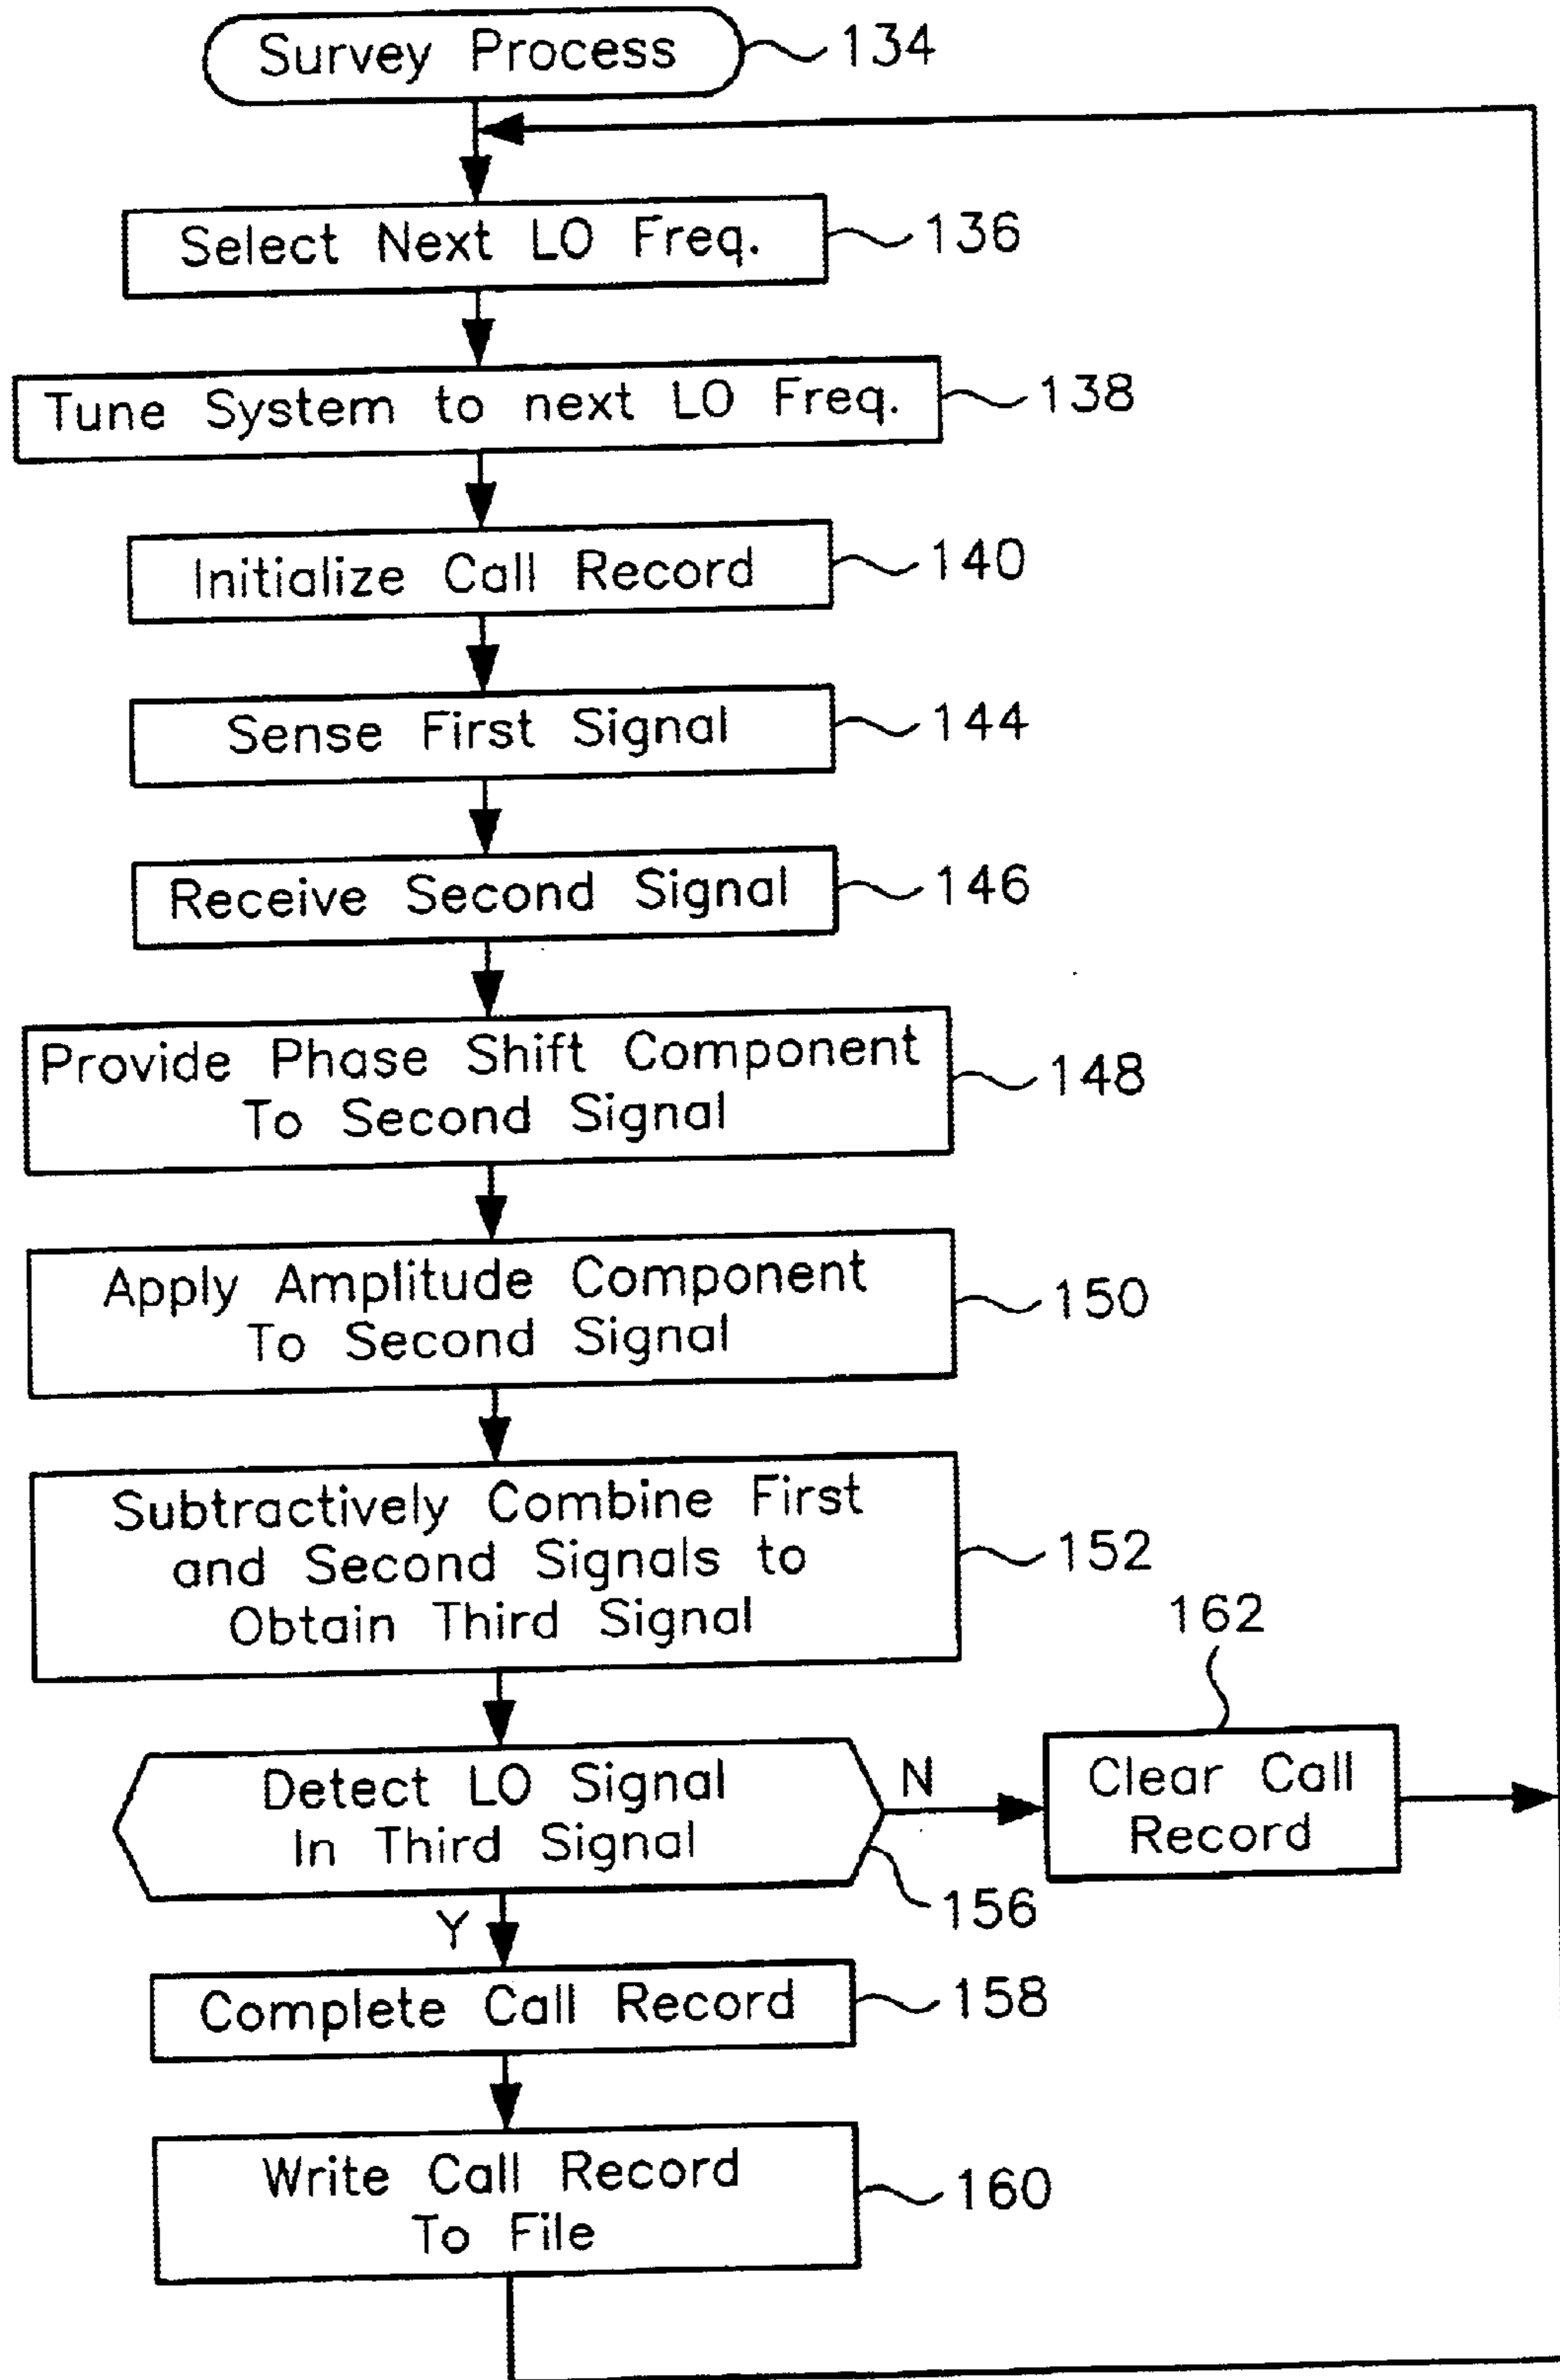 Survey Process
134
Select Next LO Freq.
136
Tune System to next LO Freq.
138
Initialize Call Record
140
Sense First Signal
144
Receive Second Signal
146
Provide Phase Shift Component
To Second Signal
148
Apply Amplitude Component
To Second Signal
150
Subtractively Combine First
and Second Signals to
Obtain Third Signal
152
Detect LO Signal
In Third Signal
156
N
162
Clear Call
Record
Y
Complete Call Record
158
Write Call Record
To File
160